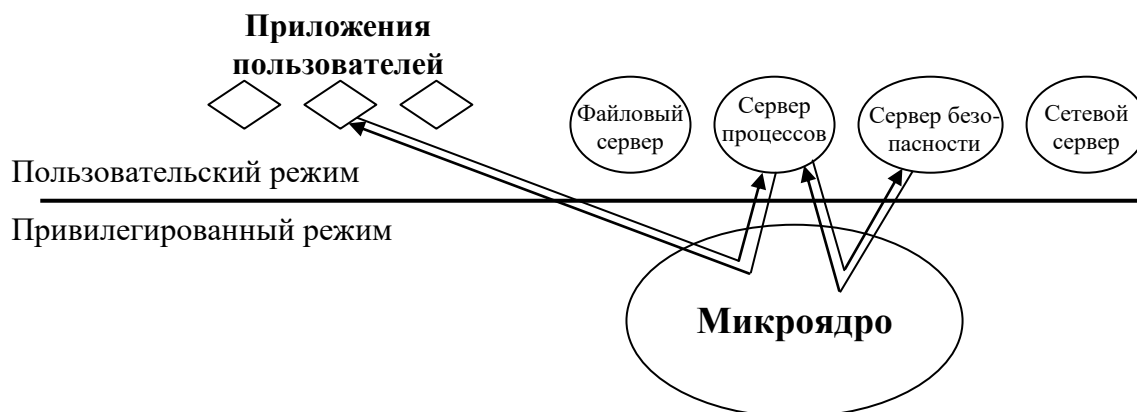 Приложения
пользователей
Файловый
сервер
Сервер
процессов
Сервер безо-
пасности
Сетевой
сервер
Пользовательский режим
Привилегированный режим
Микроядро